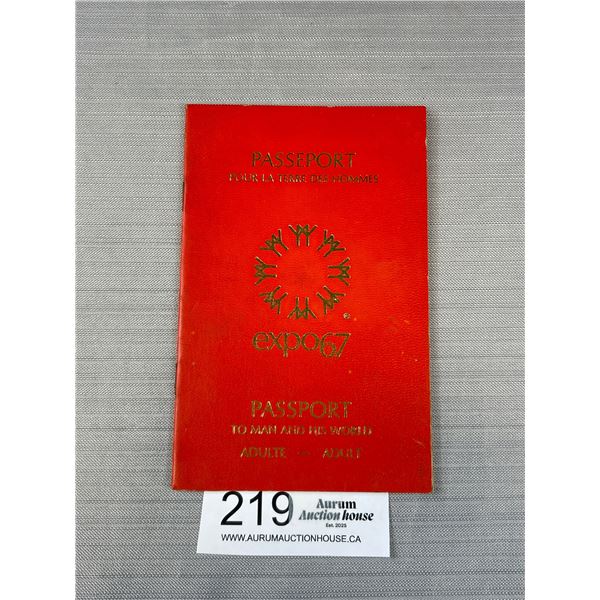 PASSEPORT
POUR LA TERRE DES HOMMES
®
expo67
PASSPORT
TO MAN AND HIS WORLD
ADULTE — ADULT
219 Aurum
Auction house
Est. 2025
WWW.AURUMAUCTIONHOUSE.CA